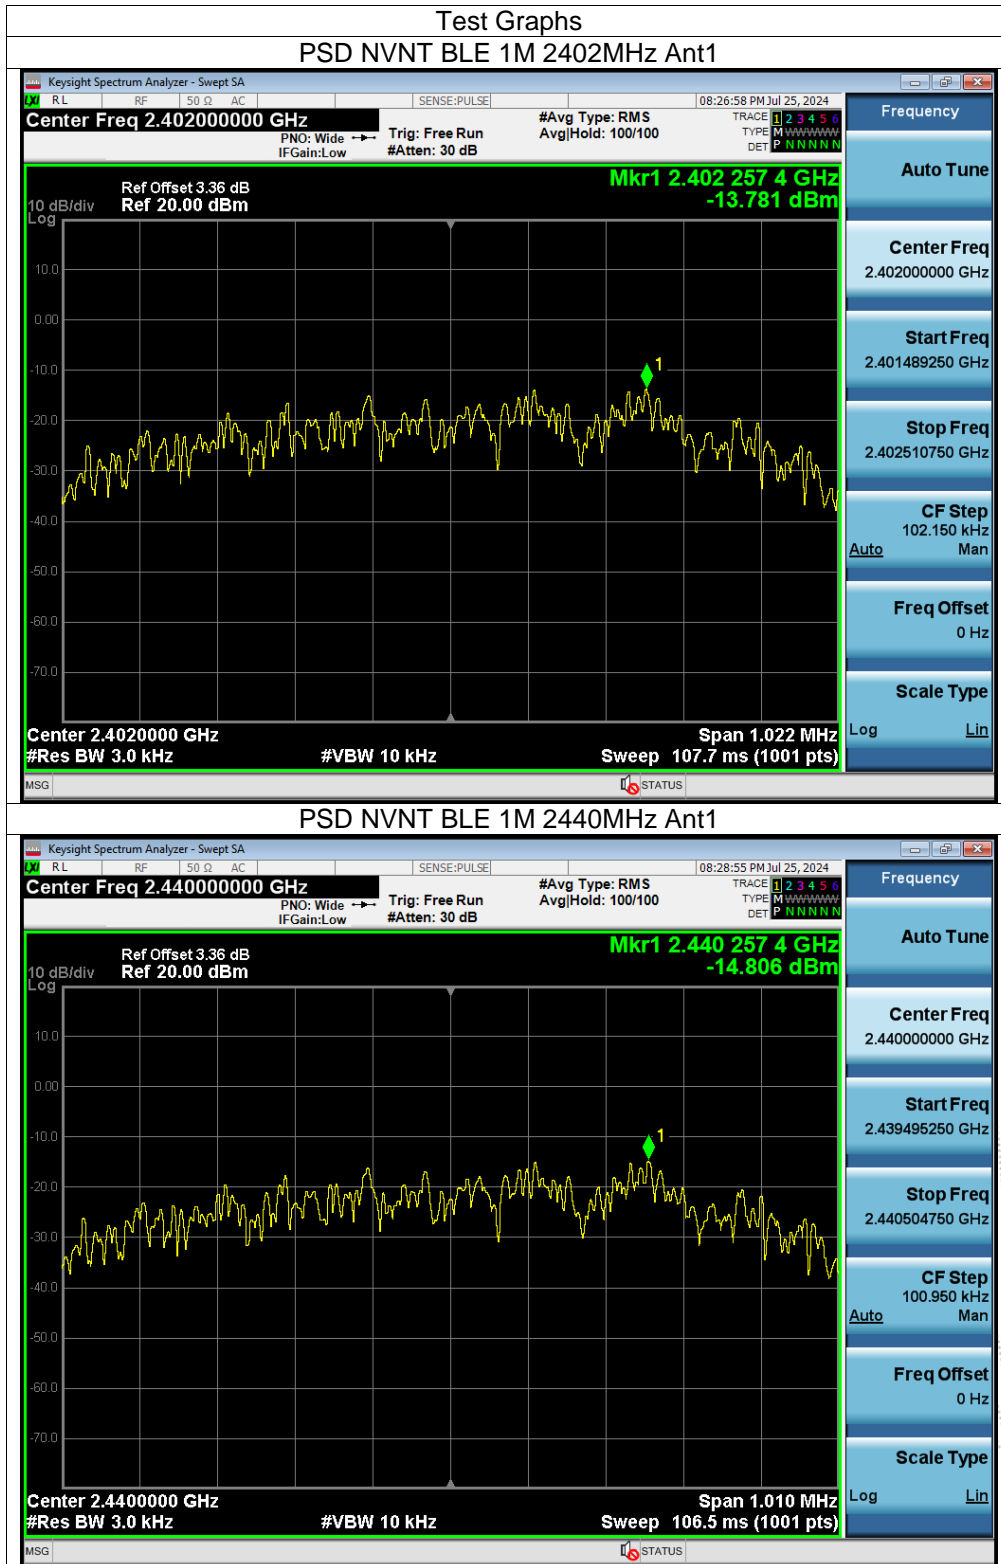 Test Graphs
PSD NVNT BLE 1M 2402MHz Ant1
Keysight Spectrum Analyzer - Swept SA
LXI RL RF 50 Ω AC SENSE:PULSE 08:26:58 PM Jul 25, 2024
Center Freq 2.402000000 GHz #Avg Type: RMS TRACE 1 2 3 4 5 6
PNO: Wide Trig: Free Run Avg|Hold: 100/100 TYPE M W W W W W
IFGain:Low #Atten: 30 dB DET P N N N N N
Frequency
Auto Tune
Center Freq
2.402000000 GHz
Start Freq
2.401489250 GHz
Stop Freq
2.402510750 GHz
CF Step
102.150 kHz
Auto Man
Freq Offset
0 Hz
Scale Type
Log Lin
Mkr1 2.402 257 4 GHz
-13.781 dBm
Ref Offset 3.36 dB
10 dB/div Ref 20.00 dBm
Log
10.0
0.00
-10.0
-20.0
-30.0
-40.0
-50.0
-60.0
-70.0
1
Center 2.4020000 GHz Span 1.022 MHz
#Res BW 3.0 kHz #VBW 10 kHz Sweep 107.7 ms (1001 pts)
MSG STATUS
PSD NVNT BLE 1M 2440MHz Ant1
Keysight Spectrum Analyzer - Swept SA
LXI RL RF 50 Ω AC SENSE:PULSE 08:28:55 PM Jul 25, 2024
Center Freq 2.440000000 GHz #Avg Type: RMS TRACE 1 2 3 4 5 6
PNO: Wide Trig: Free Run Avg|Hold: 100/100 TYPE M W W W W W
IFGain:Low #Atten: 30 dB DET P N N N N N
Frequency
Auto Tune
Center Freq
2.440000000 GHz
Start Freq
2.439495250 GHz
Stop Freq
2.440504750 GHz
CF Step
100.950 kHz
Auto Man
Freq Offset
0 Hz
Scale Type
Log Lin
Mkr1 2.440 257 4 GHz
-14.806 dBm
Ref Offset 3.36 dB
10 dB/div Ref 20.00 dBm
Log
10.0
0.00
-10.0
-20.0
-30.0
-40.0
-50.0
-60.0
-70.0
1
Center 2.4400000 GHz Span 1.010 MHz
#Res BW 3.0 kHz #VBW 10 kHz Sweep 106.5 ms (1001 pts)
MSG STATUS